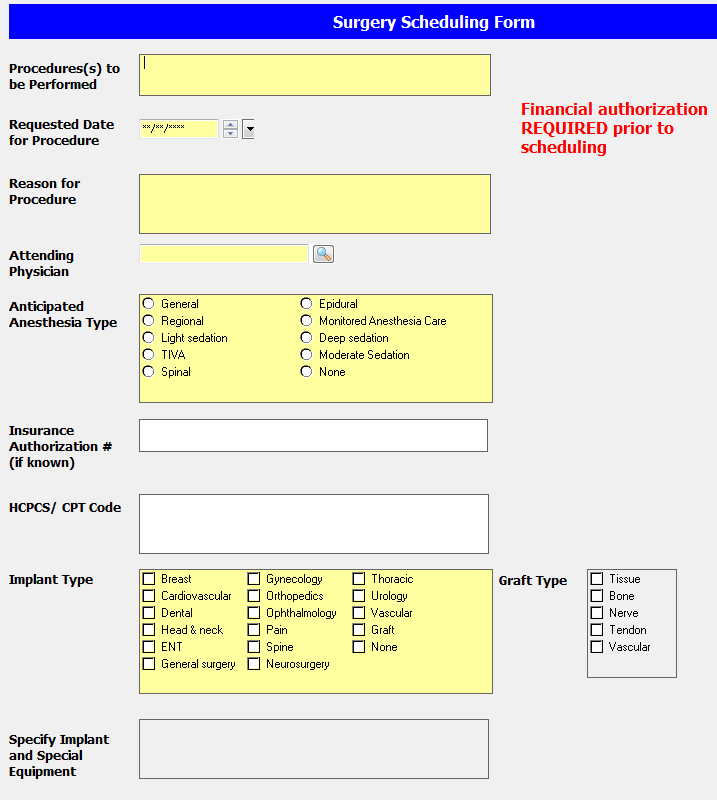 Surgery Scheduling Form
Procedures(s) to
be Performed
Financial authorization
REQUIRED prior to
scheduling
Requested Date
for Procedure
**/**/****
Reason for
Procedure
Attending
Physician
Anticipated
Anesthesia Type
General
Epidural
Regional
Monitored Anesthesia Care
Light sedation
Deep sedation
TIVA
Moderate Sedation
Spinal
None
Insurance
Authorization #
(if known)
HCPCS/ CPT Code
Implant Type
Breast
Gynecology
Thoracic
Cardiovascular
Orthopedics
Urology
Dental
Ophthalmology
Vascular
Head & neck
Pain
Graft
ENT
Spine
None
General surgery
Neurosurgery
Graft Type
Tissue
Bone
Nerve
Tendon
Vascular
Specify Implant
and Special
Equipment